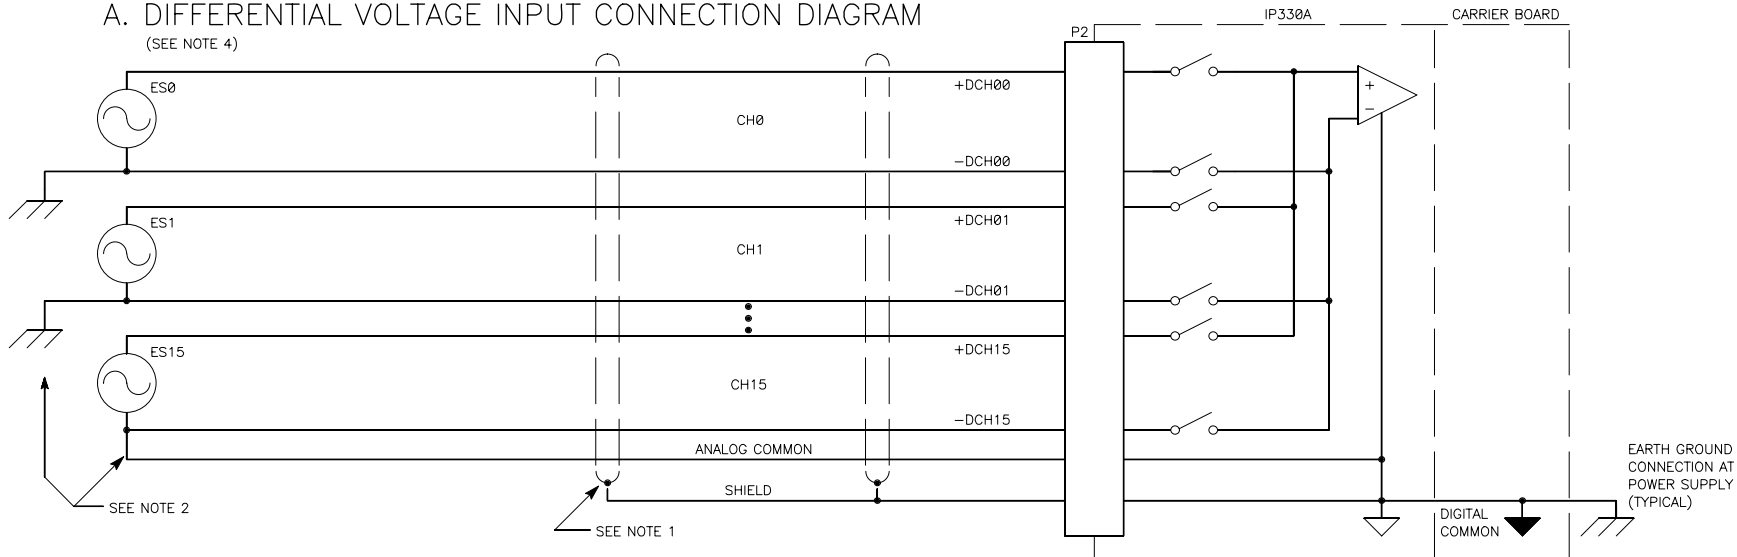 A. DIFFERENTIAL VOLTAGE INPUT CONNECTION DIAGRAM
(SEE NOTE 4)
IP330A
CARRIER BOARD
P2
ES0
+DCH00
+
−
CH0
−DCH00
ES1
+DCH01
CH1
−DCH01
ES15
+DCH15
CH15
−DCH15
ANALOG COMMON
SHIELD
SEE NOTE 2
SEE NOTE 1
DIGITAL
COMMON
EARTH GROUND
CONNECTION AT
POWER SUPPLY
(TYPICAL)